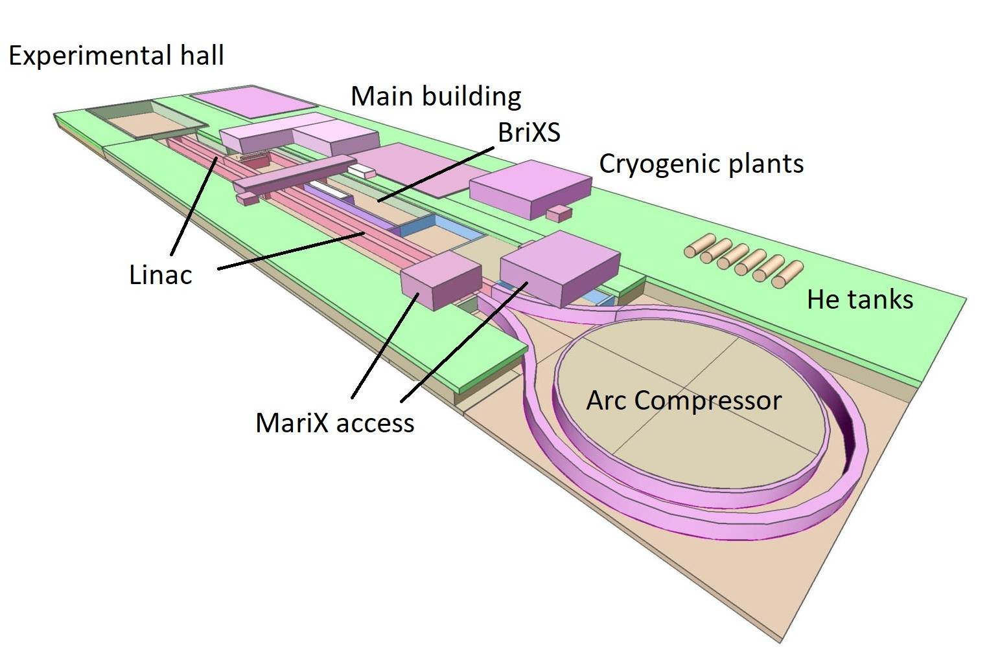 Experimental hall
Main building
BriXS
Cryogenic plants
Linac
He tanks
Arc Compressor
MariX access